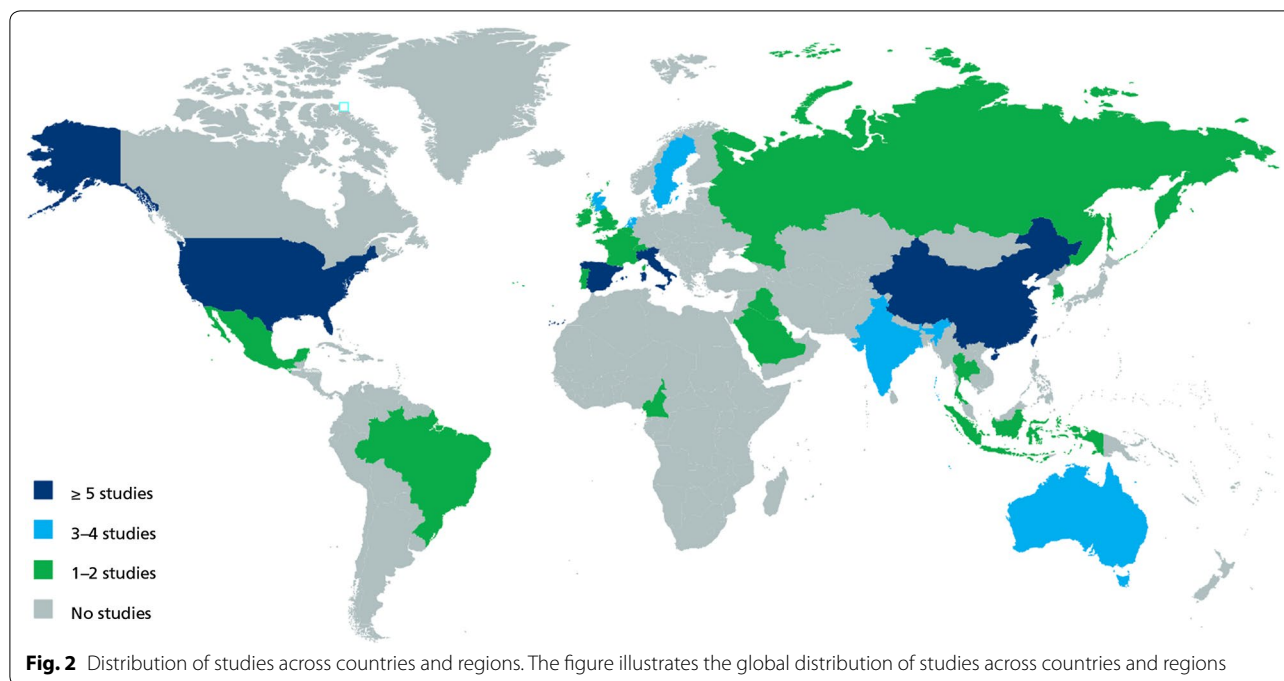 ≥ 5 studies
3–4 studies
1–2 studies
No studies
Fig. 2 Distribution of studies across countries and regions. The figure illustrates the global distribution of studies across countries and regions